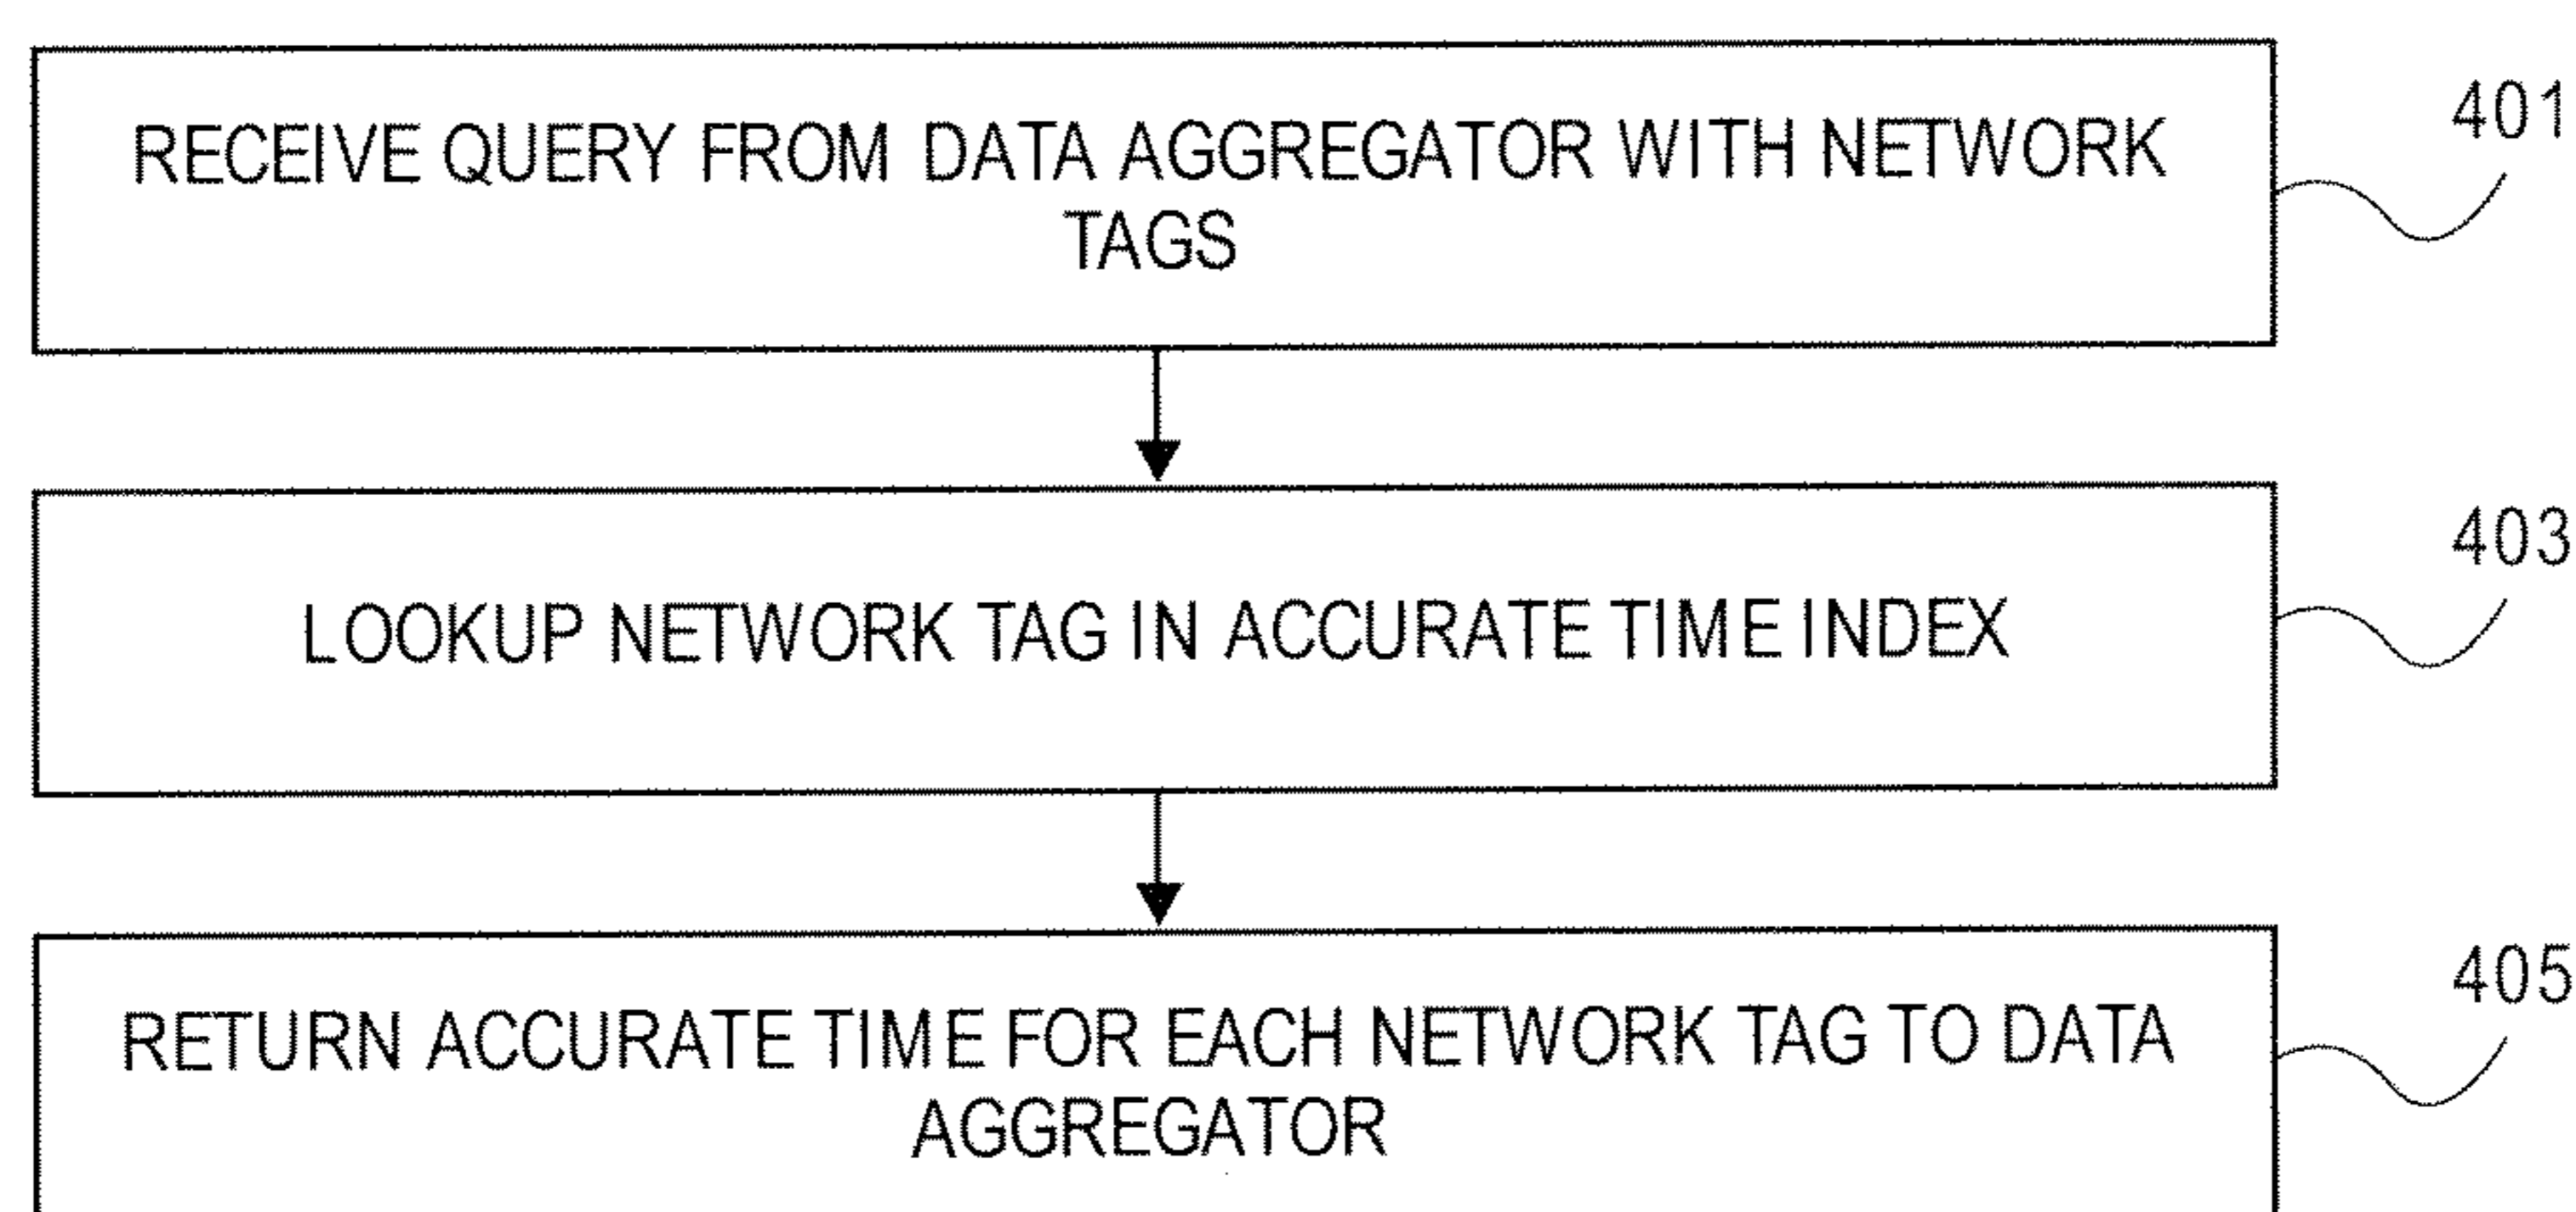 RECEIVE QUERY FROM DATA AGGREGATOR WITH NETWORK
TAGS
401
LOOKUP NETWORK TAG IN ACCURATE TIME INDEX
403
RETURN ACCURATE TIME FOR EACH NETWORK TAG TO DATA
AGGREGATOR
405